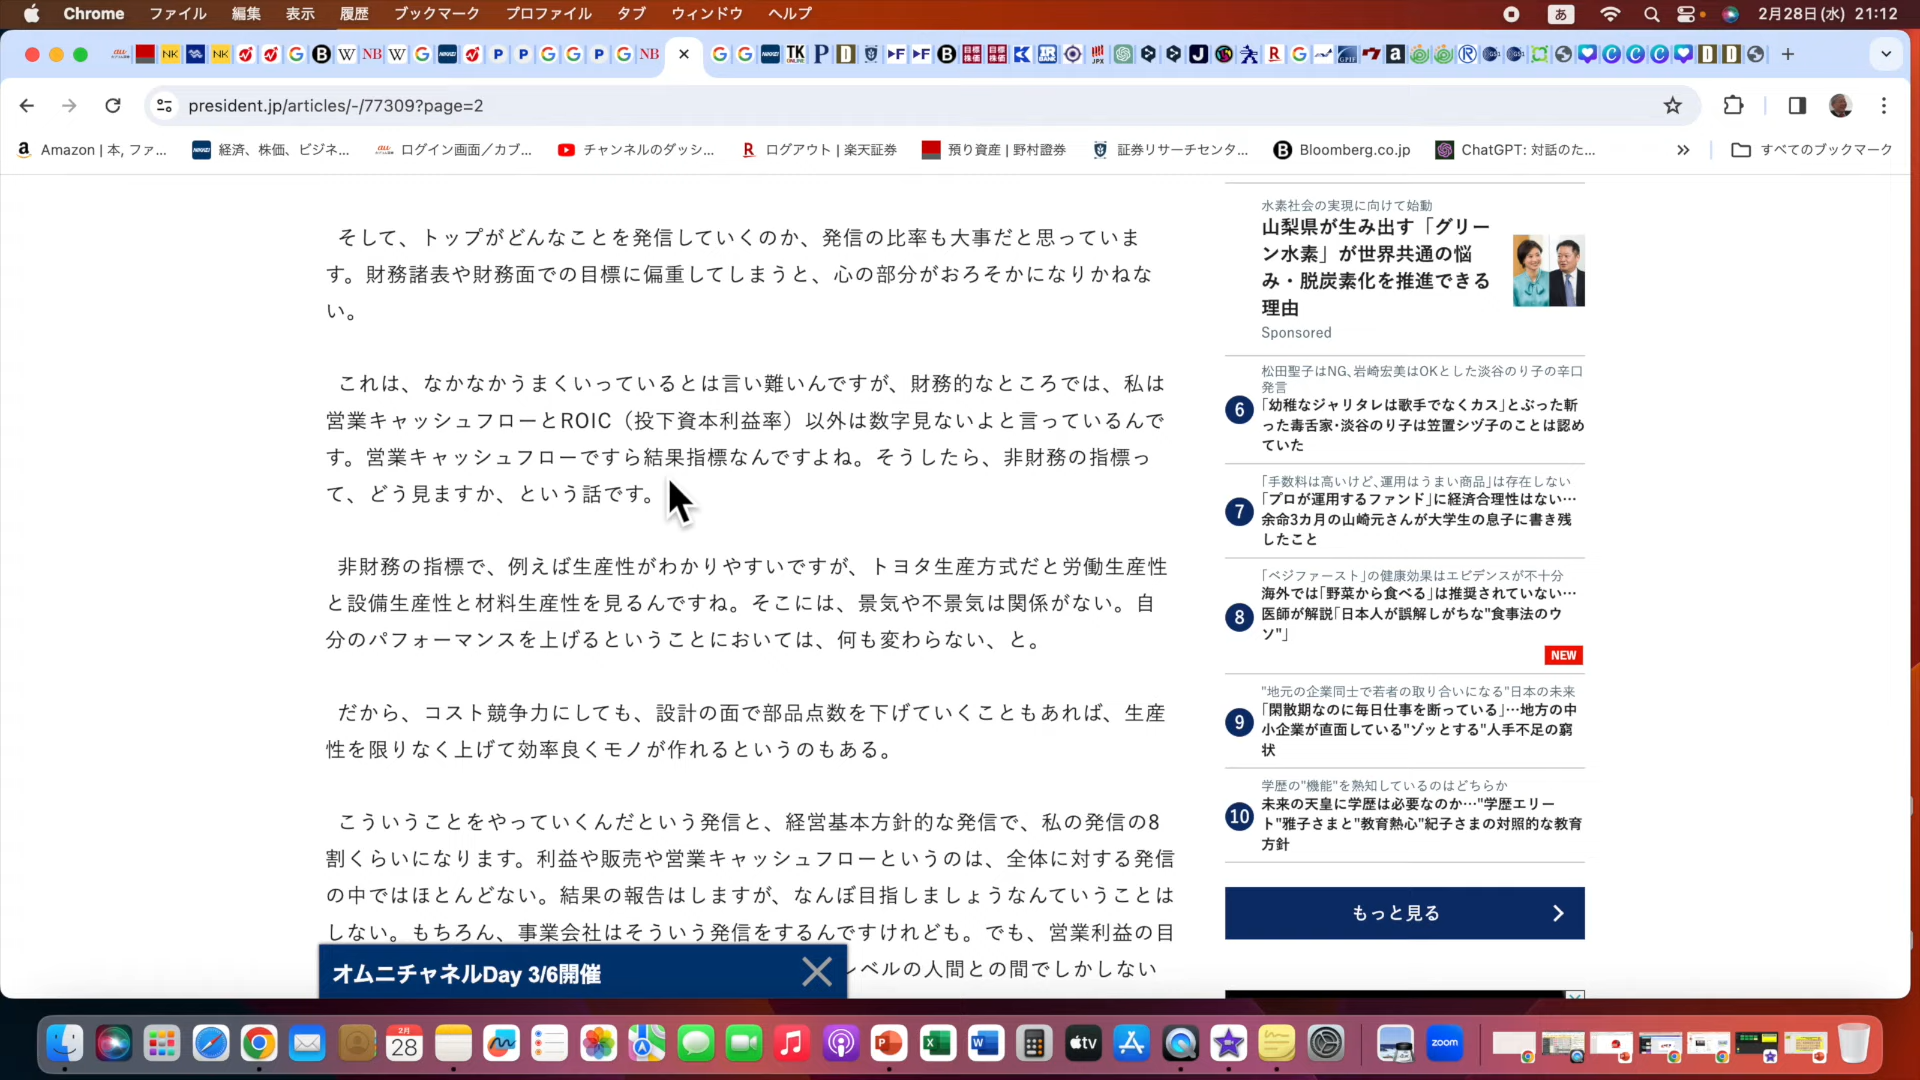 Chrome ファイル 編集 表示 履歴 ブックマーク プロファイル タブ ウィンドウ ヘルプ
あ
2月28日(水) 21:12
president.jp/articles/-/77309?page=2
Amazon | 本, ファ...
経済、株価、ビジネ...
ログイン画面／カブ...
チャンネルのダッシ...
ログアウト | 楽天証券
預り資産 | 野村證券
証券リサーチセンタ...
Bloomberg.co.jp
ChatGPT: 対話のた...
すべてのブックマーク
そして、トップがどんなことを発信していくのか、発信の比率も大事だと思っていま
す。財務諸表や財務面での目標に偏重してしまうと、心の部分がおろそかになりかねな
い。
これは、なかなかうまくいっているとは言い難いんですが、財務的なところでは、私は
営業キャッシュフローとROIC（投下資本利益率）以外は数字見ないよと言っているんで
す。営業キャッシュフローですら結果指標なんですよね。そうしたら、非財務の指標っ
て、どう見ますか、という話です。
非財務の指標で、例えば生産性がわかりやすいですが、トヨタ生産方式だと労働生産性
と設備生産性と材料生産性を見るんですね。そこには、景気や不景気は関係がない。自
分のパフォーマンスを上げるということにおいては、何も変わらない、と。
だから、コスト競争力にしても、設計の面で部品点数を下げていくこともあれば、生産
性を限りなく上げて効率良くモノが作れるというのもある。
こういうことをやっていくんだという発信と、経営基本方針的な発信で、私の発信の8
割くらいになります。利益や販売や営業キャッシュフローというのは、全体に対する発信
の中ではほとんどない。結果の報告はしますが、なんぼ目指しましょうなんていうことは
しない。もちろん、事業会社はそういう発信をするんですけれども。でも、営業利益の目
レベルの人間との間でしかしない
オムニチャネルDay 3/6開催
水素社会の実現に向けて始動
山梨県が生み出す「グリー
ン水素」が世界共通の悩
み・脱炭素化を推進できる
理由
Sponsored
松田聖子はNG、岩崎宏美はOKとした淡谷のり子の辛口
発言
6
「幼稚なジャリタレは歌手でなくカス」とぶった斬
った毒舌家･淡谷のり子は笠置シヅ子のことは認め
ていた
「手数料は高いけど、運用はうまい商品」は存在しない
7
「プロが運用するファンド」に経済合理性はない…
余命3カ月の山崎元さんが大学生の息子に書き残
したこと
「ベジファースト」の健康効果はエビデンスが不十分
8
海外では｢野菜から食べる｣は推奨されていない…
医師が解説｢日本人が誤解しがちな"食事法のウ
ソ"｣
NEW
"地元の企業同士で若者の取り合いになる"日本の未来
9
「閑散期なのに毎日仕事を断っている」…地方の中
小企業が直面している"ゾッとする"人手不足の窮
状
学歴の"機能"を熟知しているのはどちらか
10
未来の天皇に学歴は必要なのか…"学歴エリー
ト"雅子さまと"教育熱心"紀子さまの対照的な教育
方針
もっと見る
2月
28
tv
zoom